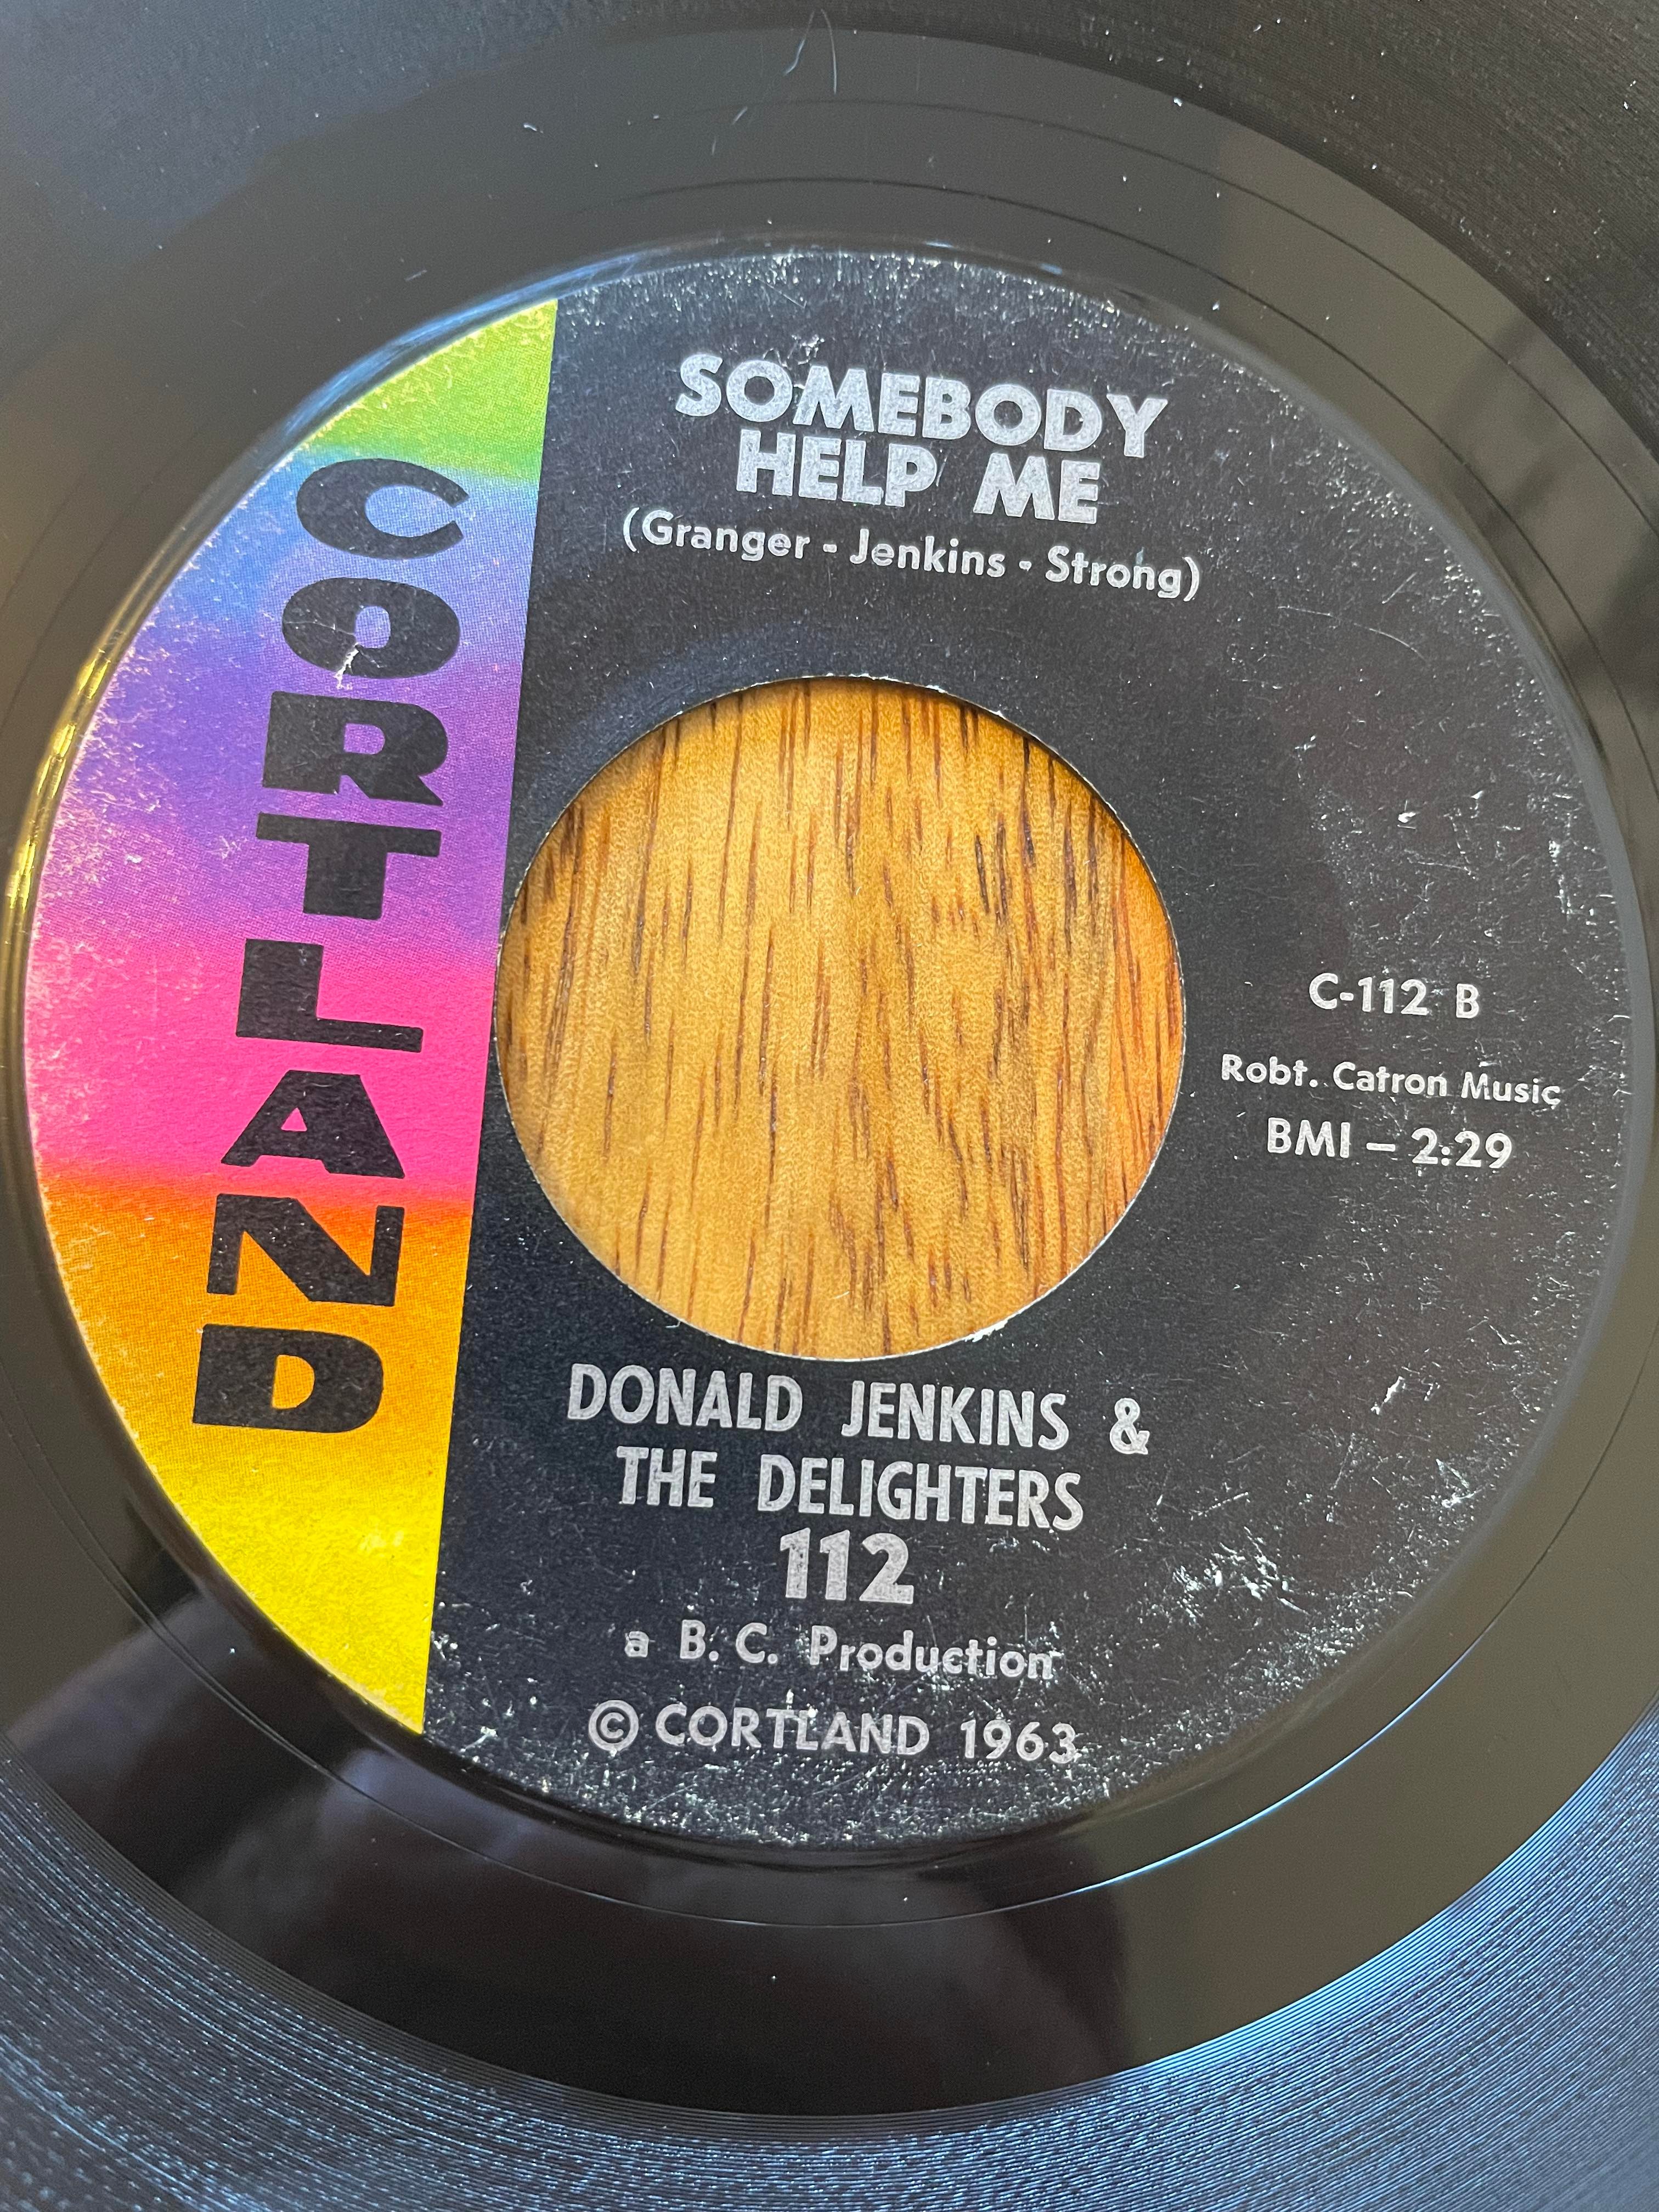 CORTLAND
SOMEBODY
HELP ME
(Granger - Jenkins - Strong)
C-112 B
Robt. Catron Music
BMI – 2:29
DONALD JENKINS &
THE DELIGHTERS
112
a B. C. Production
© CORTLAND 1963